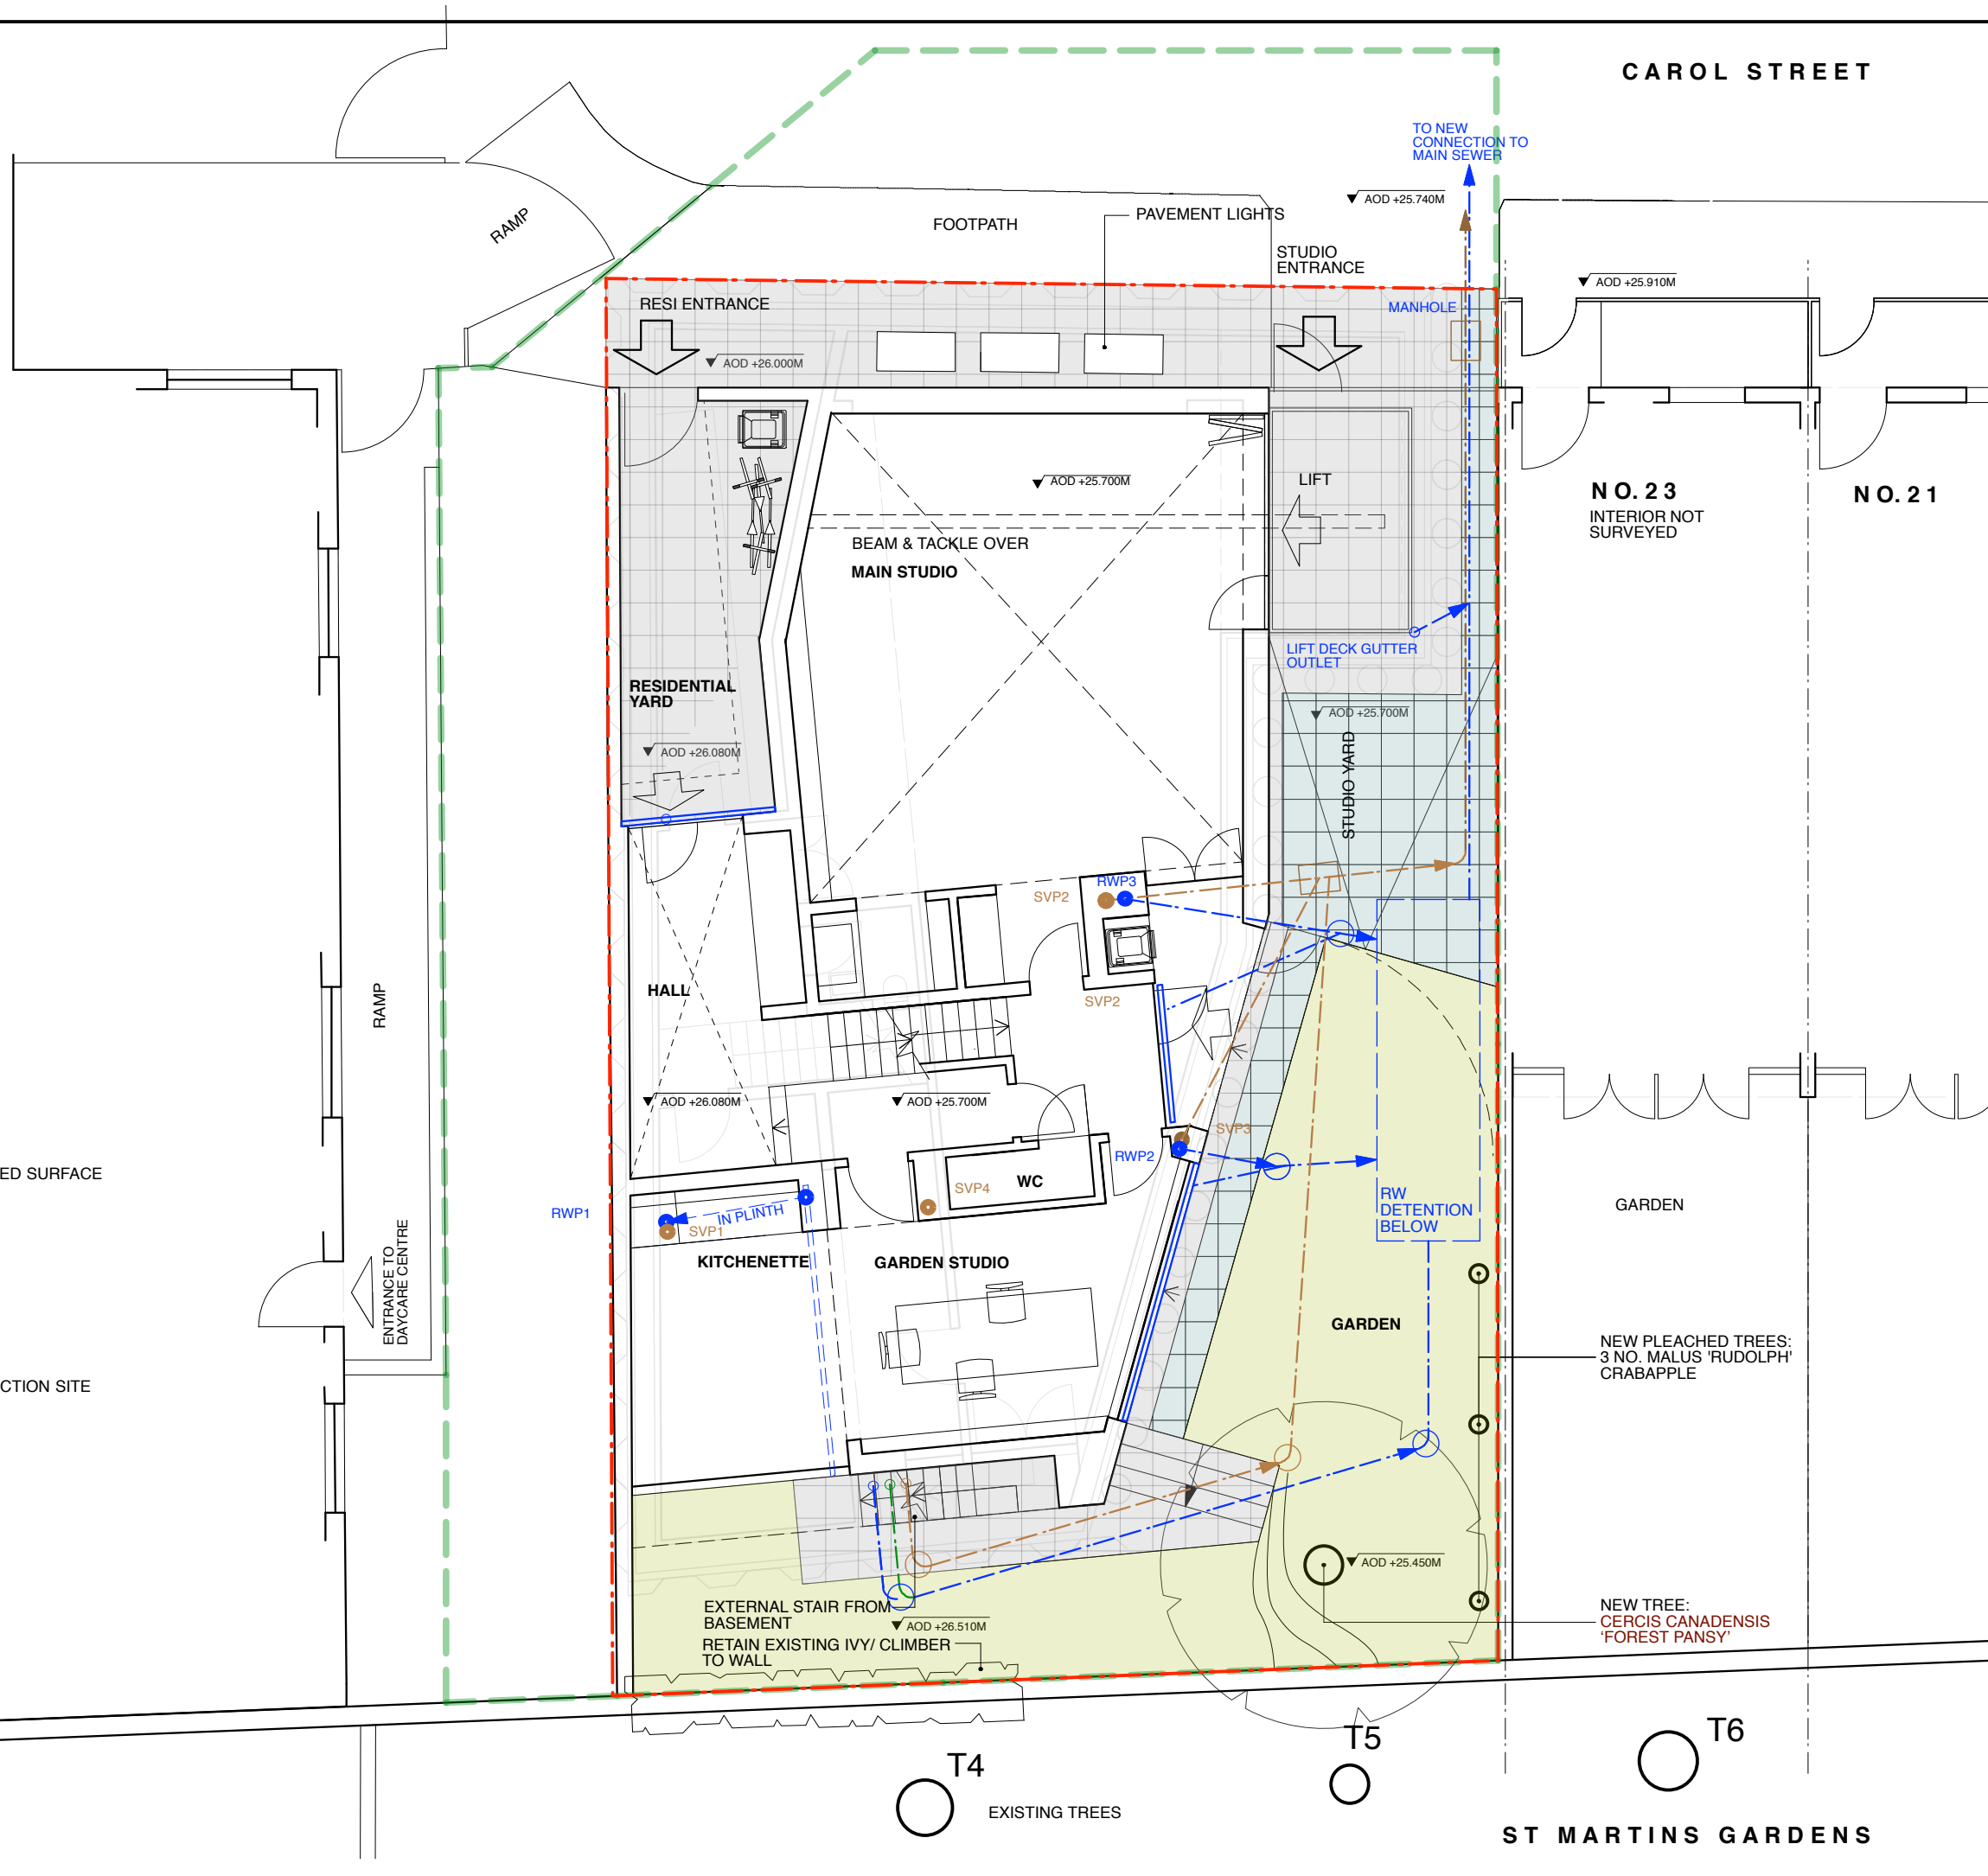 CAROL STREET
TO NEW
CONNECTION TO
MAIN SEWER
AOD +25.740M
RAMP
FOOTPATH
PAVEMENT LIGHTS
STUDIO
ENTRANCE
AOD +25.910M
RESI ENTRANCE
MANHOLE
AOD +26.000M
AOD +25.700M
LIFT
NO.23
INTERIOR NOT
SURVEYED
NO.21
BEAM & TACKLE OVER
MAIN STUDIO
LIFT DECK GUTTER
OUTLET
RESIDENTIAL
YARD
AOD +25.700M
STUDIO YARD
AOD +26.080M
RWP3
SVP2
HALL
SVP2
RAMP
AOD +26.080M
AOD +25.700M
SVP3
RWP2
ED SURFACE
WC
SVP4
RW
DETENTION
BELOW
GARDEN
RWP1
IN PLINTH
SVP1
KITCHENETTE
GARDEN STUDIO
ENTRANCE TO
DAYCARE CENTRE
GARDEN
NEW PLEACHED TREES:
3 NO. MALUS 'RUDOLPH'
CRABAPPLE
CTION SITE
AOD +25.450M
EXTERNAL STAIR FROM
BASEMENT
AOD +26.510M
RETAIN EXISTING IVY/ CLIMBER
TO WALL
NEW TREE:
CERCIS CANADENSIS
‘FOREST PANSY’
T4
T5
T6
EXISTING TREES
ST MARTINS GARDENS